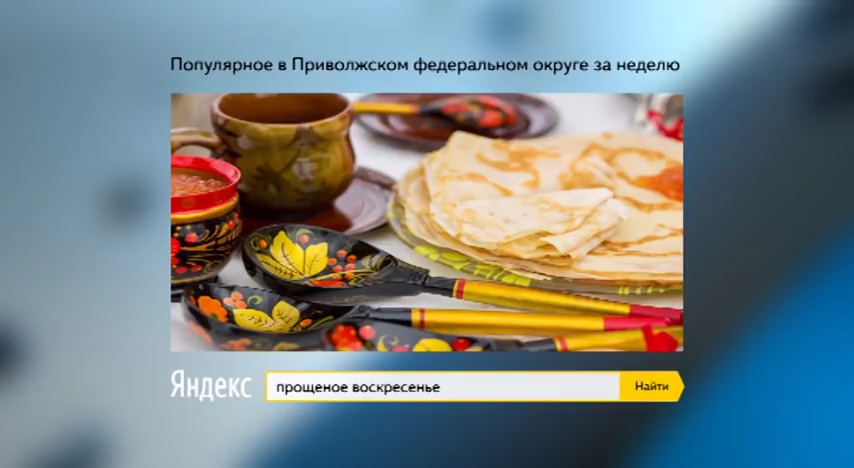 Популярное в Приволжском федеральном округе за неделю
Яндекс прощеное воскресенье Найти